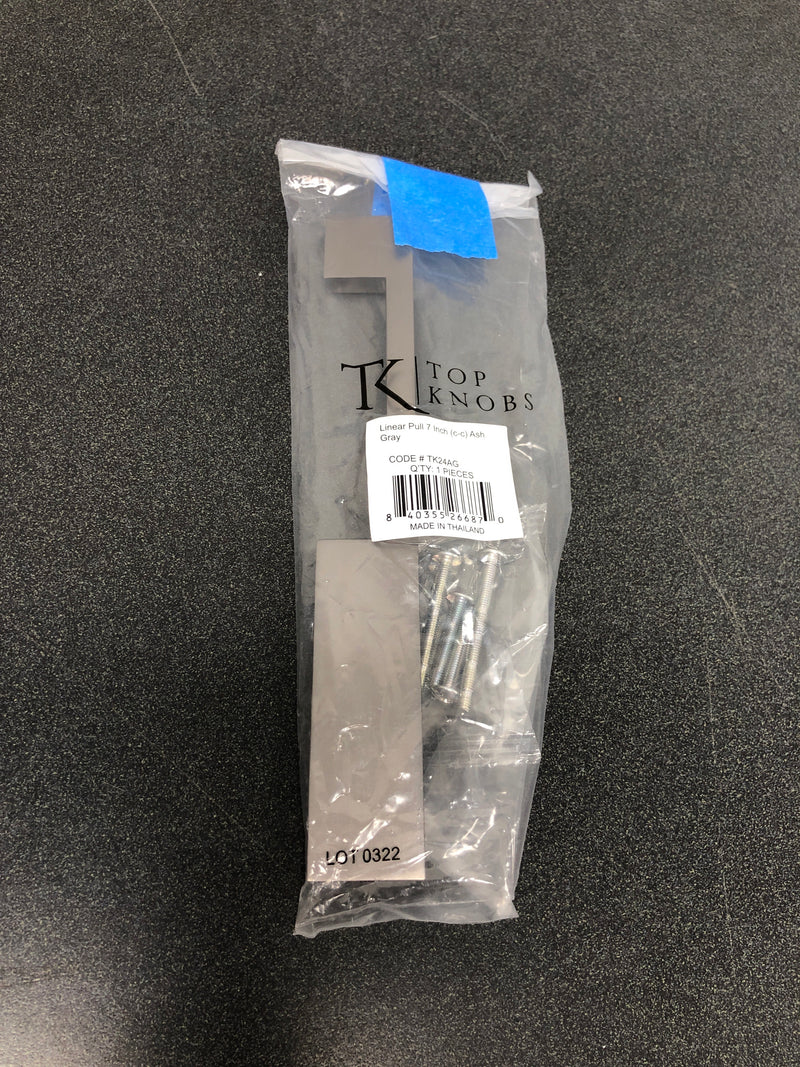 TK TOP
KNOBS
Linear Pull 7 Inch (c-c) Ash
Gray
CODE # TK24AG
Q'TY: 1 PIECES
8 40355 26687 0
MADE IN THAILAND
LOT 0322